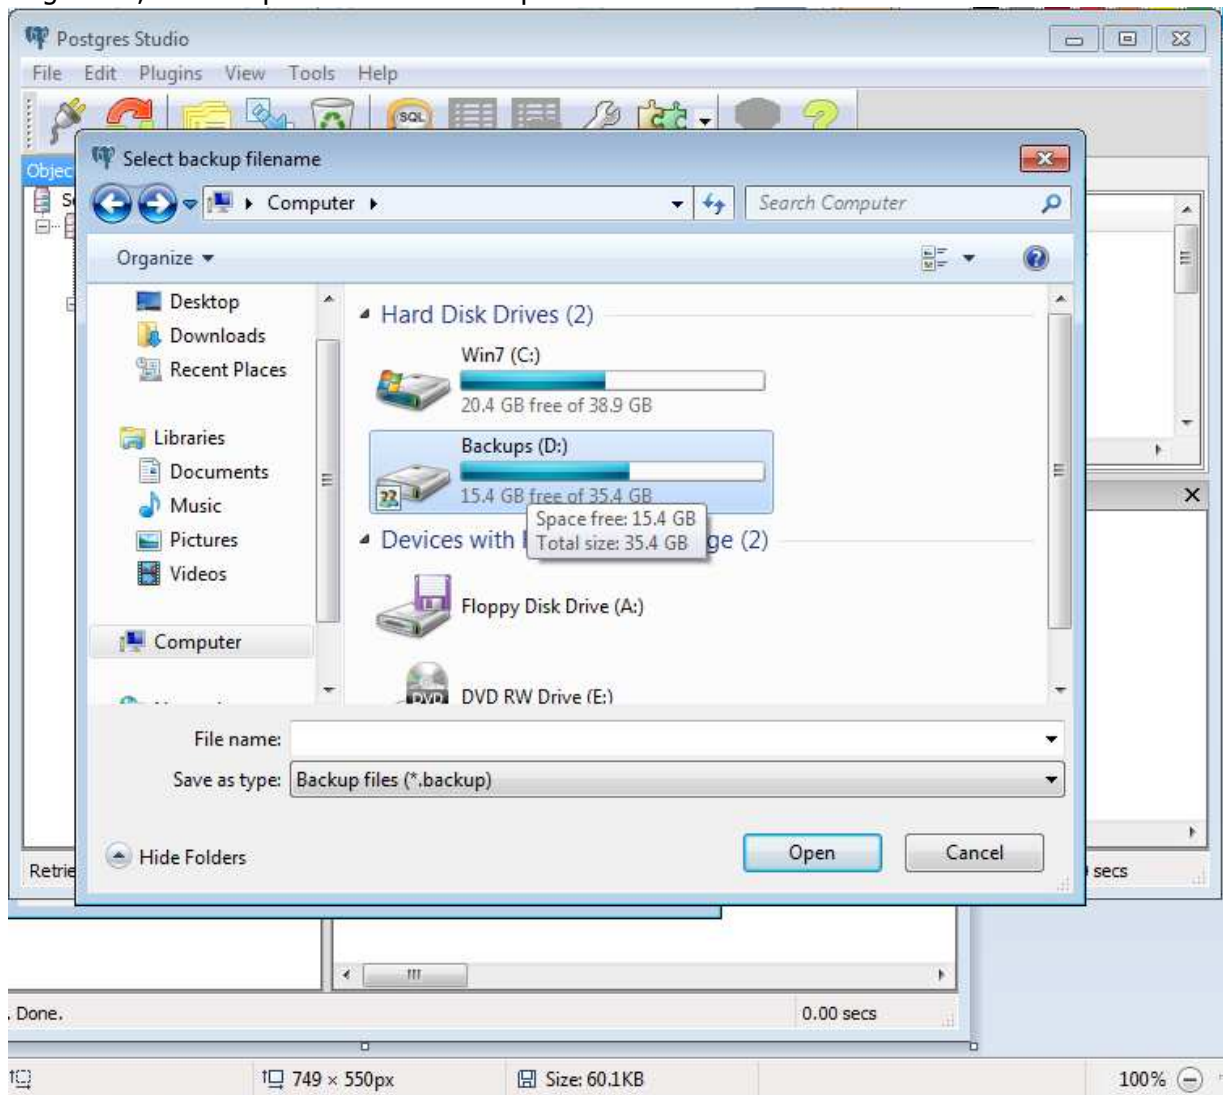 Postgres Studio
File Edit Plugins View Tools Help
SQL
Objec
Select backup filename
Computer
Search Computer
Organize
Desktop
Downloads
Recent Places
Libraries
Documents
Music
Pictures
Videos
Computer
Hard Disk Drives (2)
Win7 (C:)
20.4 GB free of 38.9 GB
Backups (D:)
15.4 GB free of 35.4 GB
Space free: 15.4 GB
Total size: 35.4 GB
Devices with
ge (2)
Floppy Disk Drive (A:)
DVD
DVD RW Drive (E:)
File name:
Save as type: Backup files (*.backup)
Hide Folders
Open
Cancel
Retrie
secs
. Done.
0.00 secs
749 × 550px
Size: 60.1KB
100%